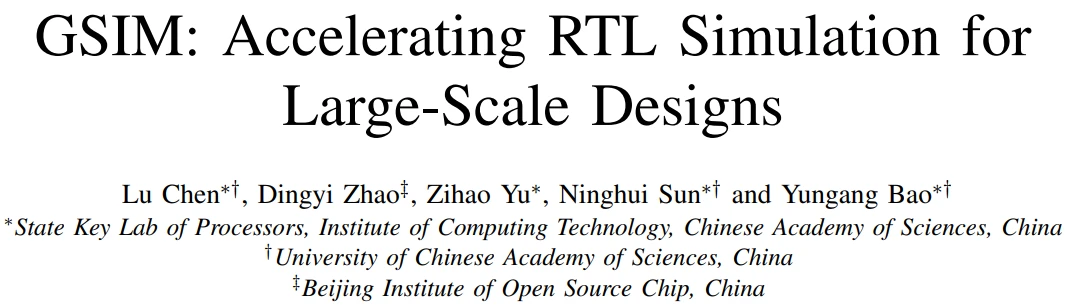 GSIM: Accelerating RTL Simulation for
Large-Scale Designs
Lu Chen*†, Dingyi Zhao‡, Zihao Yu*, Ninghui Sun*† and Yungang Bao*†
*State Key Lab of Processors, Institute of Computing Technology, Chinese Academy of Sciences, China
†University of Chinese Academy of Sciences, China
‡Beijing Institute of Open Source Chip, China